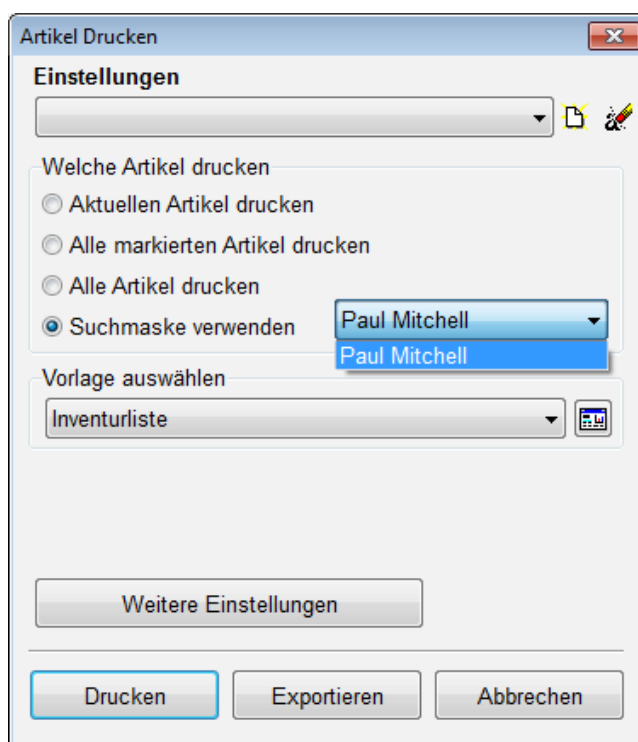 Artikel Drucken
Einstellungen
Welche Artikel drucken
Aktuellen Artikel drucken
Alle markierten Artikel drucken
Alle Artikel drucken
Suchmaske verwenden
Paul Mitchell
Paul Mitchell
Vorlage auswählen
Inventurliste
Weitere Einstellungen
Drucken
Exportieren
Abbrechen